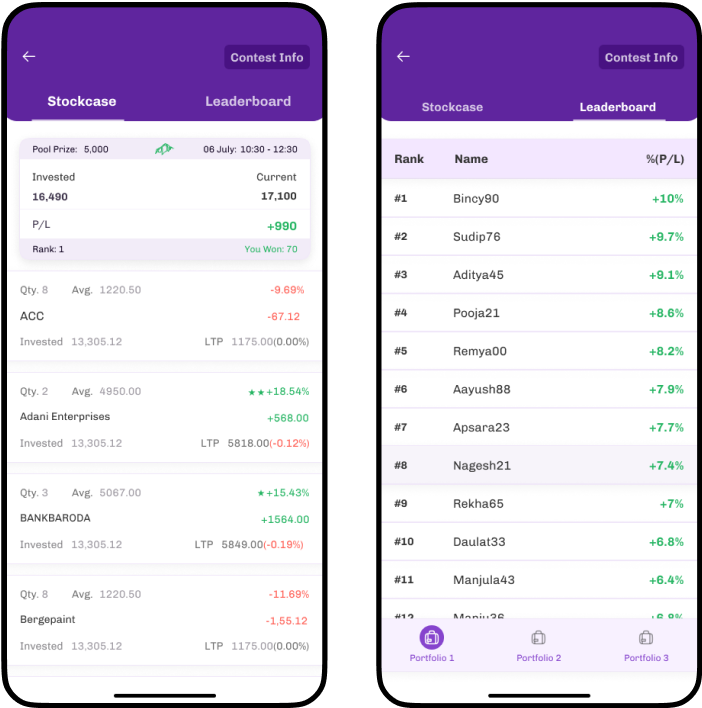 Contest Info
Stockcase Leaderboard
Pool Prize: 5,000 06 July: 10:30 - 12:30
Invested Current
16,490 17,100
P/L +990
Rank: 1 You Won: 70
Qty. 8 Avg. 1220.50 -9.69%
ACC -67.12
Invested 13,305.12 LTP 1175.00(0.00%)
Qty. 2 Avg. 4950.00 ★★+18.54%
Adani Enterprises +568.00
Invested 13,305.12 LTP 5818.00(-0.12%)
Qty. 3 Avg. 5067.00 ★+15.43%
BANKBARODA +1564.00
Invested 13,305.12 LTP 5849.00(-0.19%)
Qty. 8 Avg. 1220.50 -11.69%
Bergepaint -1,55.12
Invested 13,305.12 LTP 1175.00(0.00%)
Contest Info
Stockcase Leaderboard
Rank Name %(P/L)
#1 Bincy90 +10%
#2 Sudip76 +9.7%
#3 Aditya45 +9.1%
#4 Pooja21 +8.6%
#5 Remya00 +8.2%
#6 Aayush88 +7.9%
#7 Apsara23 +7.7%
#8 Nagesh21 +7.4%
#9 Rekha65 +7%
#10 Daulat33 +6.8%
#11 Manjula43 +6.4%
#12
Portfolio 1 Portfolio 2 Portfolio 3